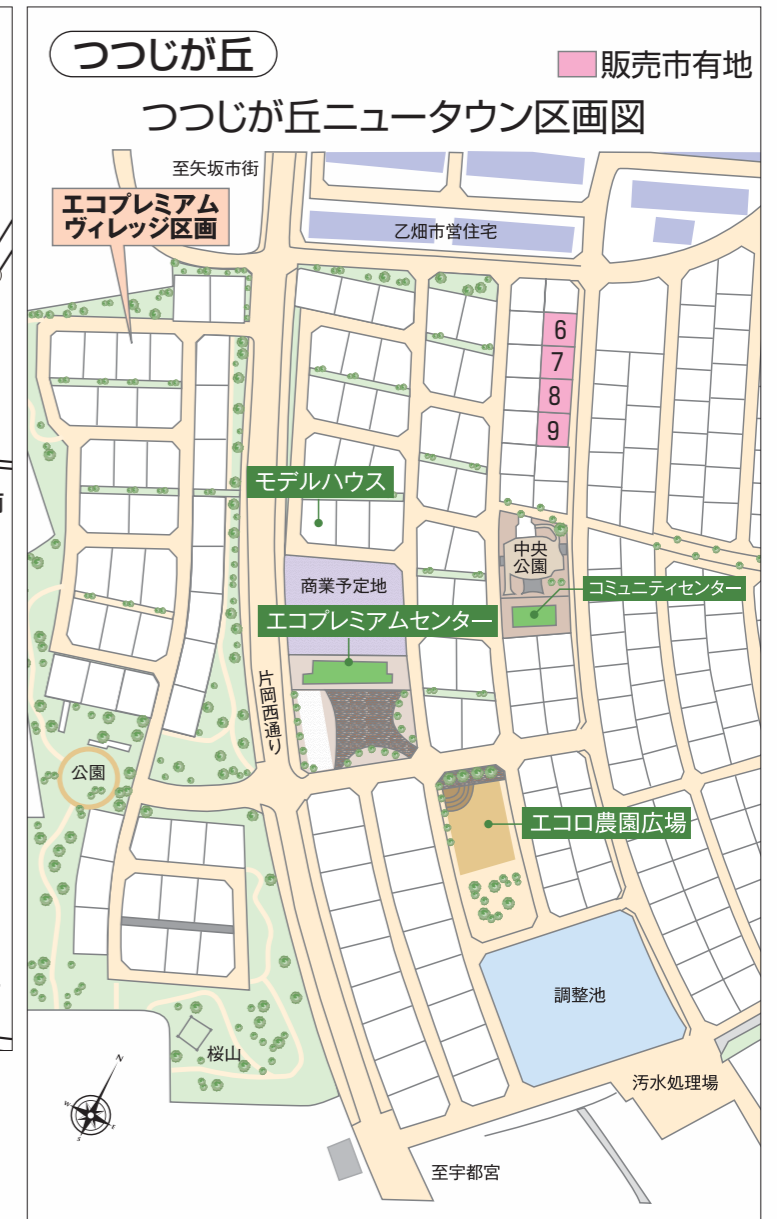 つつじが丘
販売市有地
つつじが丘ニュータウン区画図
至矢坂市街
エコプレミアム
ヴィレッジ区画
乙畑市営住宅
6
7
8
9
モデルハウス
中央
公園
商業予定地
コミュニティセンター
エコプレミアムセンター
片岡西通り
公園
エコロ農園広場
調整池
桜山
汚水処理場
至宇都宮
N
W
E
S